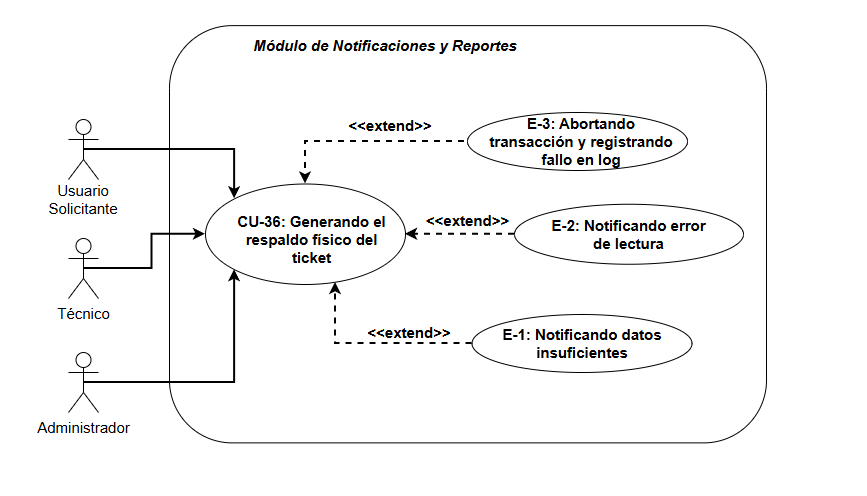 Módulo de Notificaciones y Reportes
<<extend>>
E-3: Abortando
transacción y registrando
fallo en log
Usuario
Solicitante
CU-36: Generando el
respaldo físico del
ticket
<<extend>>
E-2: Notificando error
de lectura
Técnico
<<extend>>
E-1: Notificando datos
insuficientes
Administrador